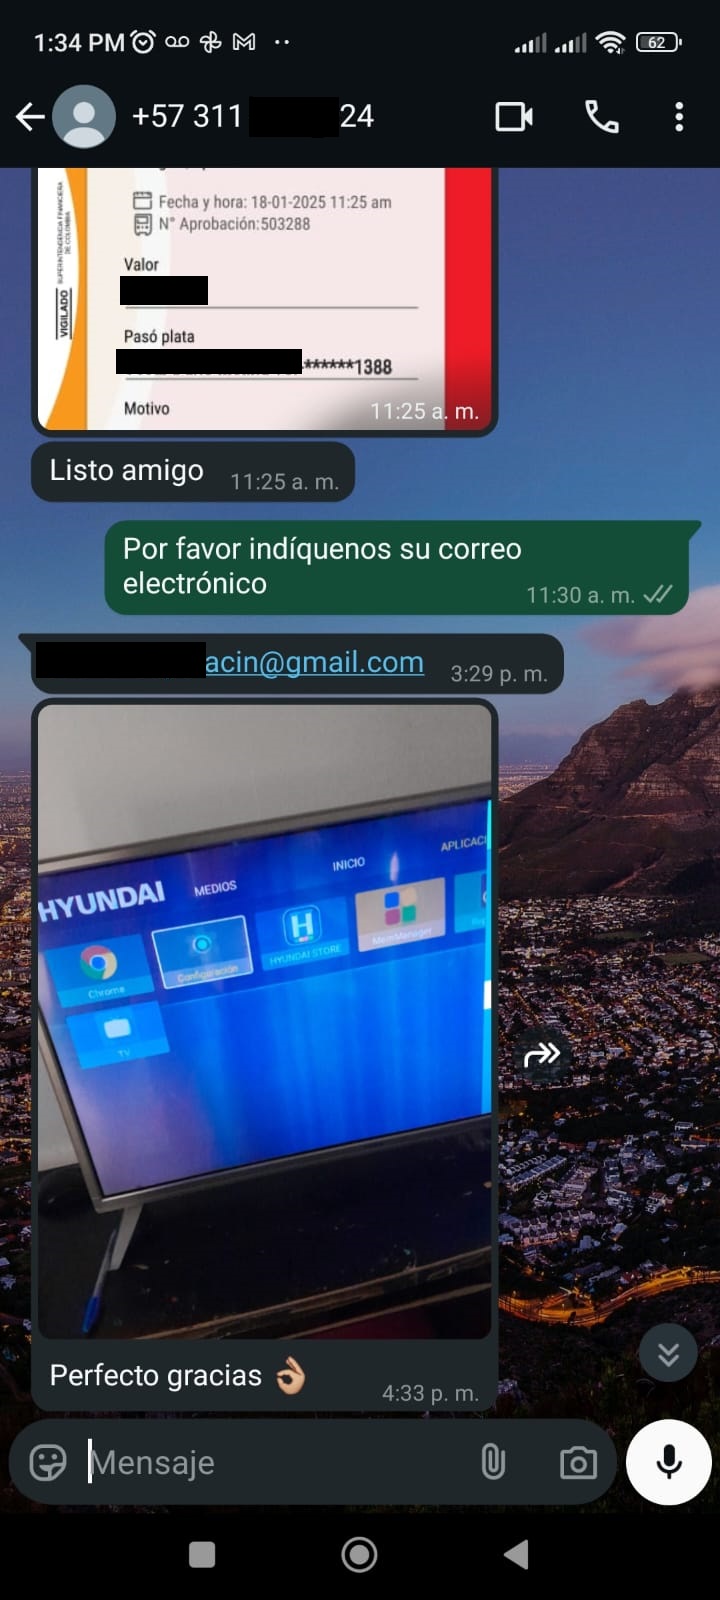 1:34 PM
62
+57 311 24
VIGILADO SUPERINTENDENCIA FINANCIERA DE COLOMBIA
Fecha y hora: 18-01-2025 11:25 am
N° Aprobación:503288
Valor
Pasó plata
******1388
Motivo
11:25 a. m.
Listo amigo 11:25 a. m.
Por favor indíquenos su correo
electrónico
11:30 a. m.
acin@gmail.com 3:29 p. m.
HYUNDAI MEDIOS INICIO
Chrome Configuración HYUNDAI STORE MemManager
TV
Perfecto gracias 👌🏼
4:33 p. m.
Mensaje